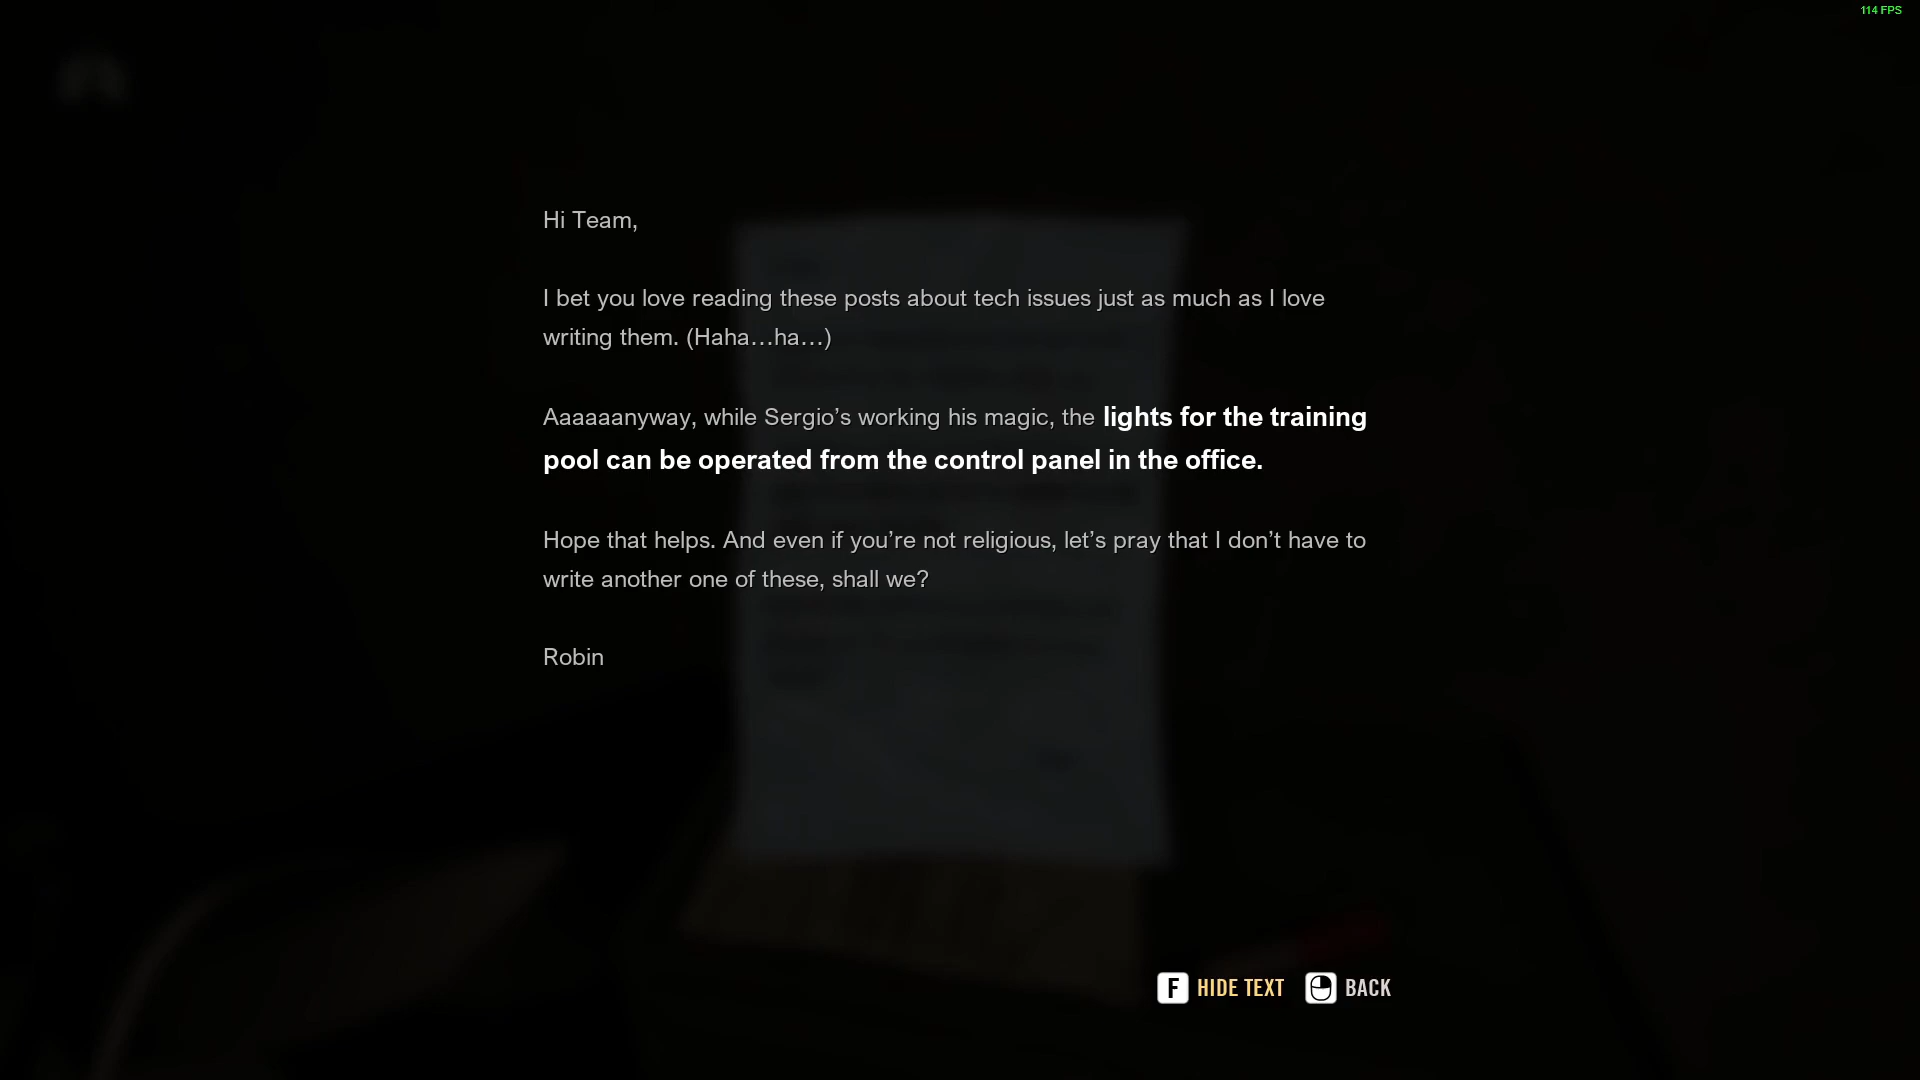 114 FPS
Hi Team,
I bet you love reading these posts about tech issues just as much as I love
writing them. (Haha…ha…)
Aaaaaanyway, while Sergio’s working his magic, the lights for the training
pool can be operated from the control panel in the office.
Hope that helps. And even if you’re not religious, let’s pray that I don’t have to
write another one of these, shall we?
Robin
F HIDE TEXT BACK